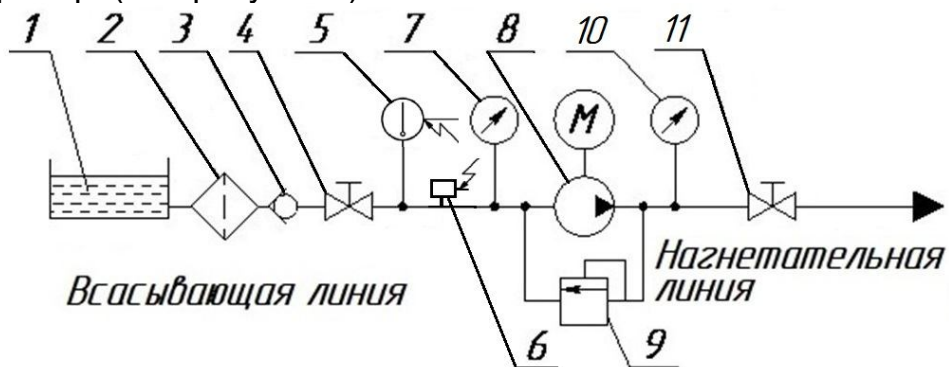 1 2 3 4 5 7 8 10 11
М
Всасывающая линия
Нагнетательная
линия
6 9